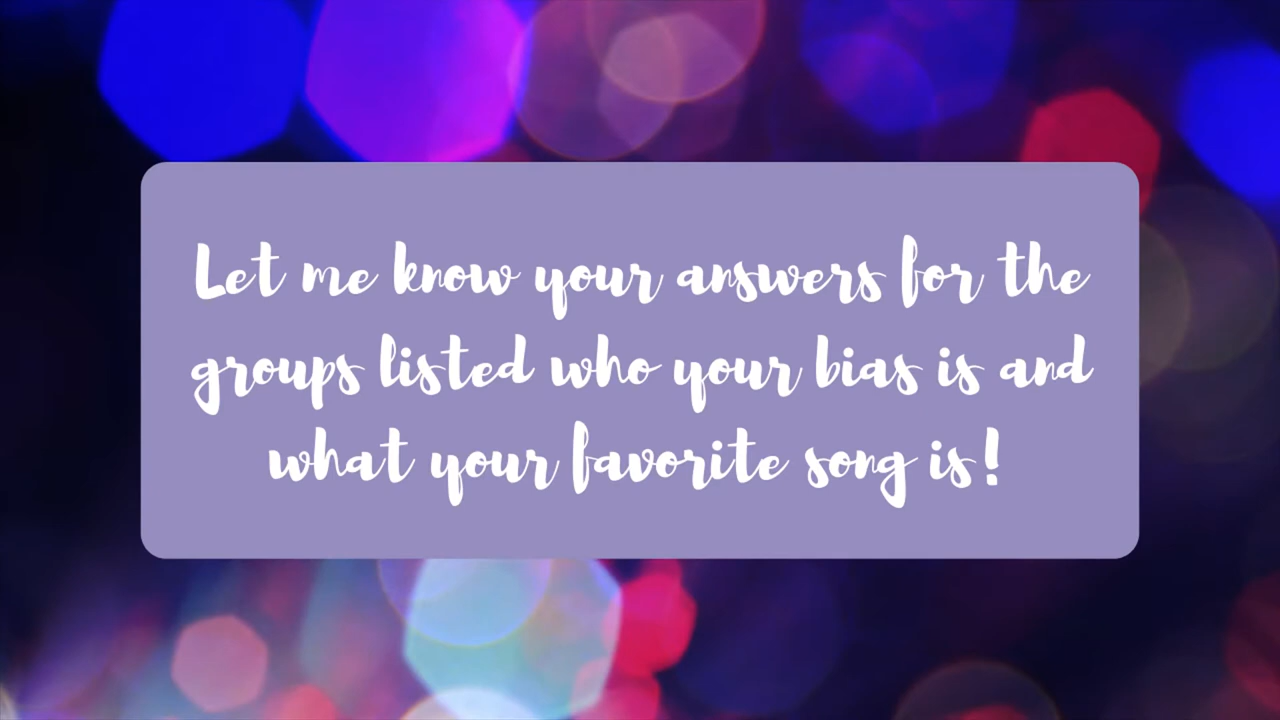 Let me know your answers for the
groups listed who your bias is and
what your favorite song is!